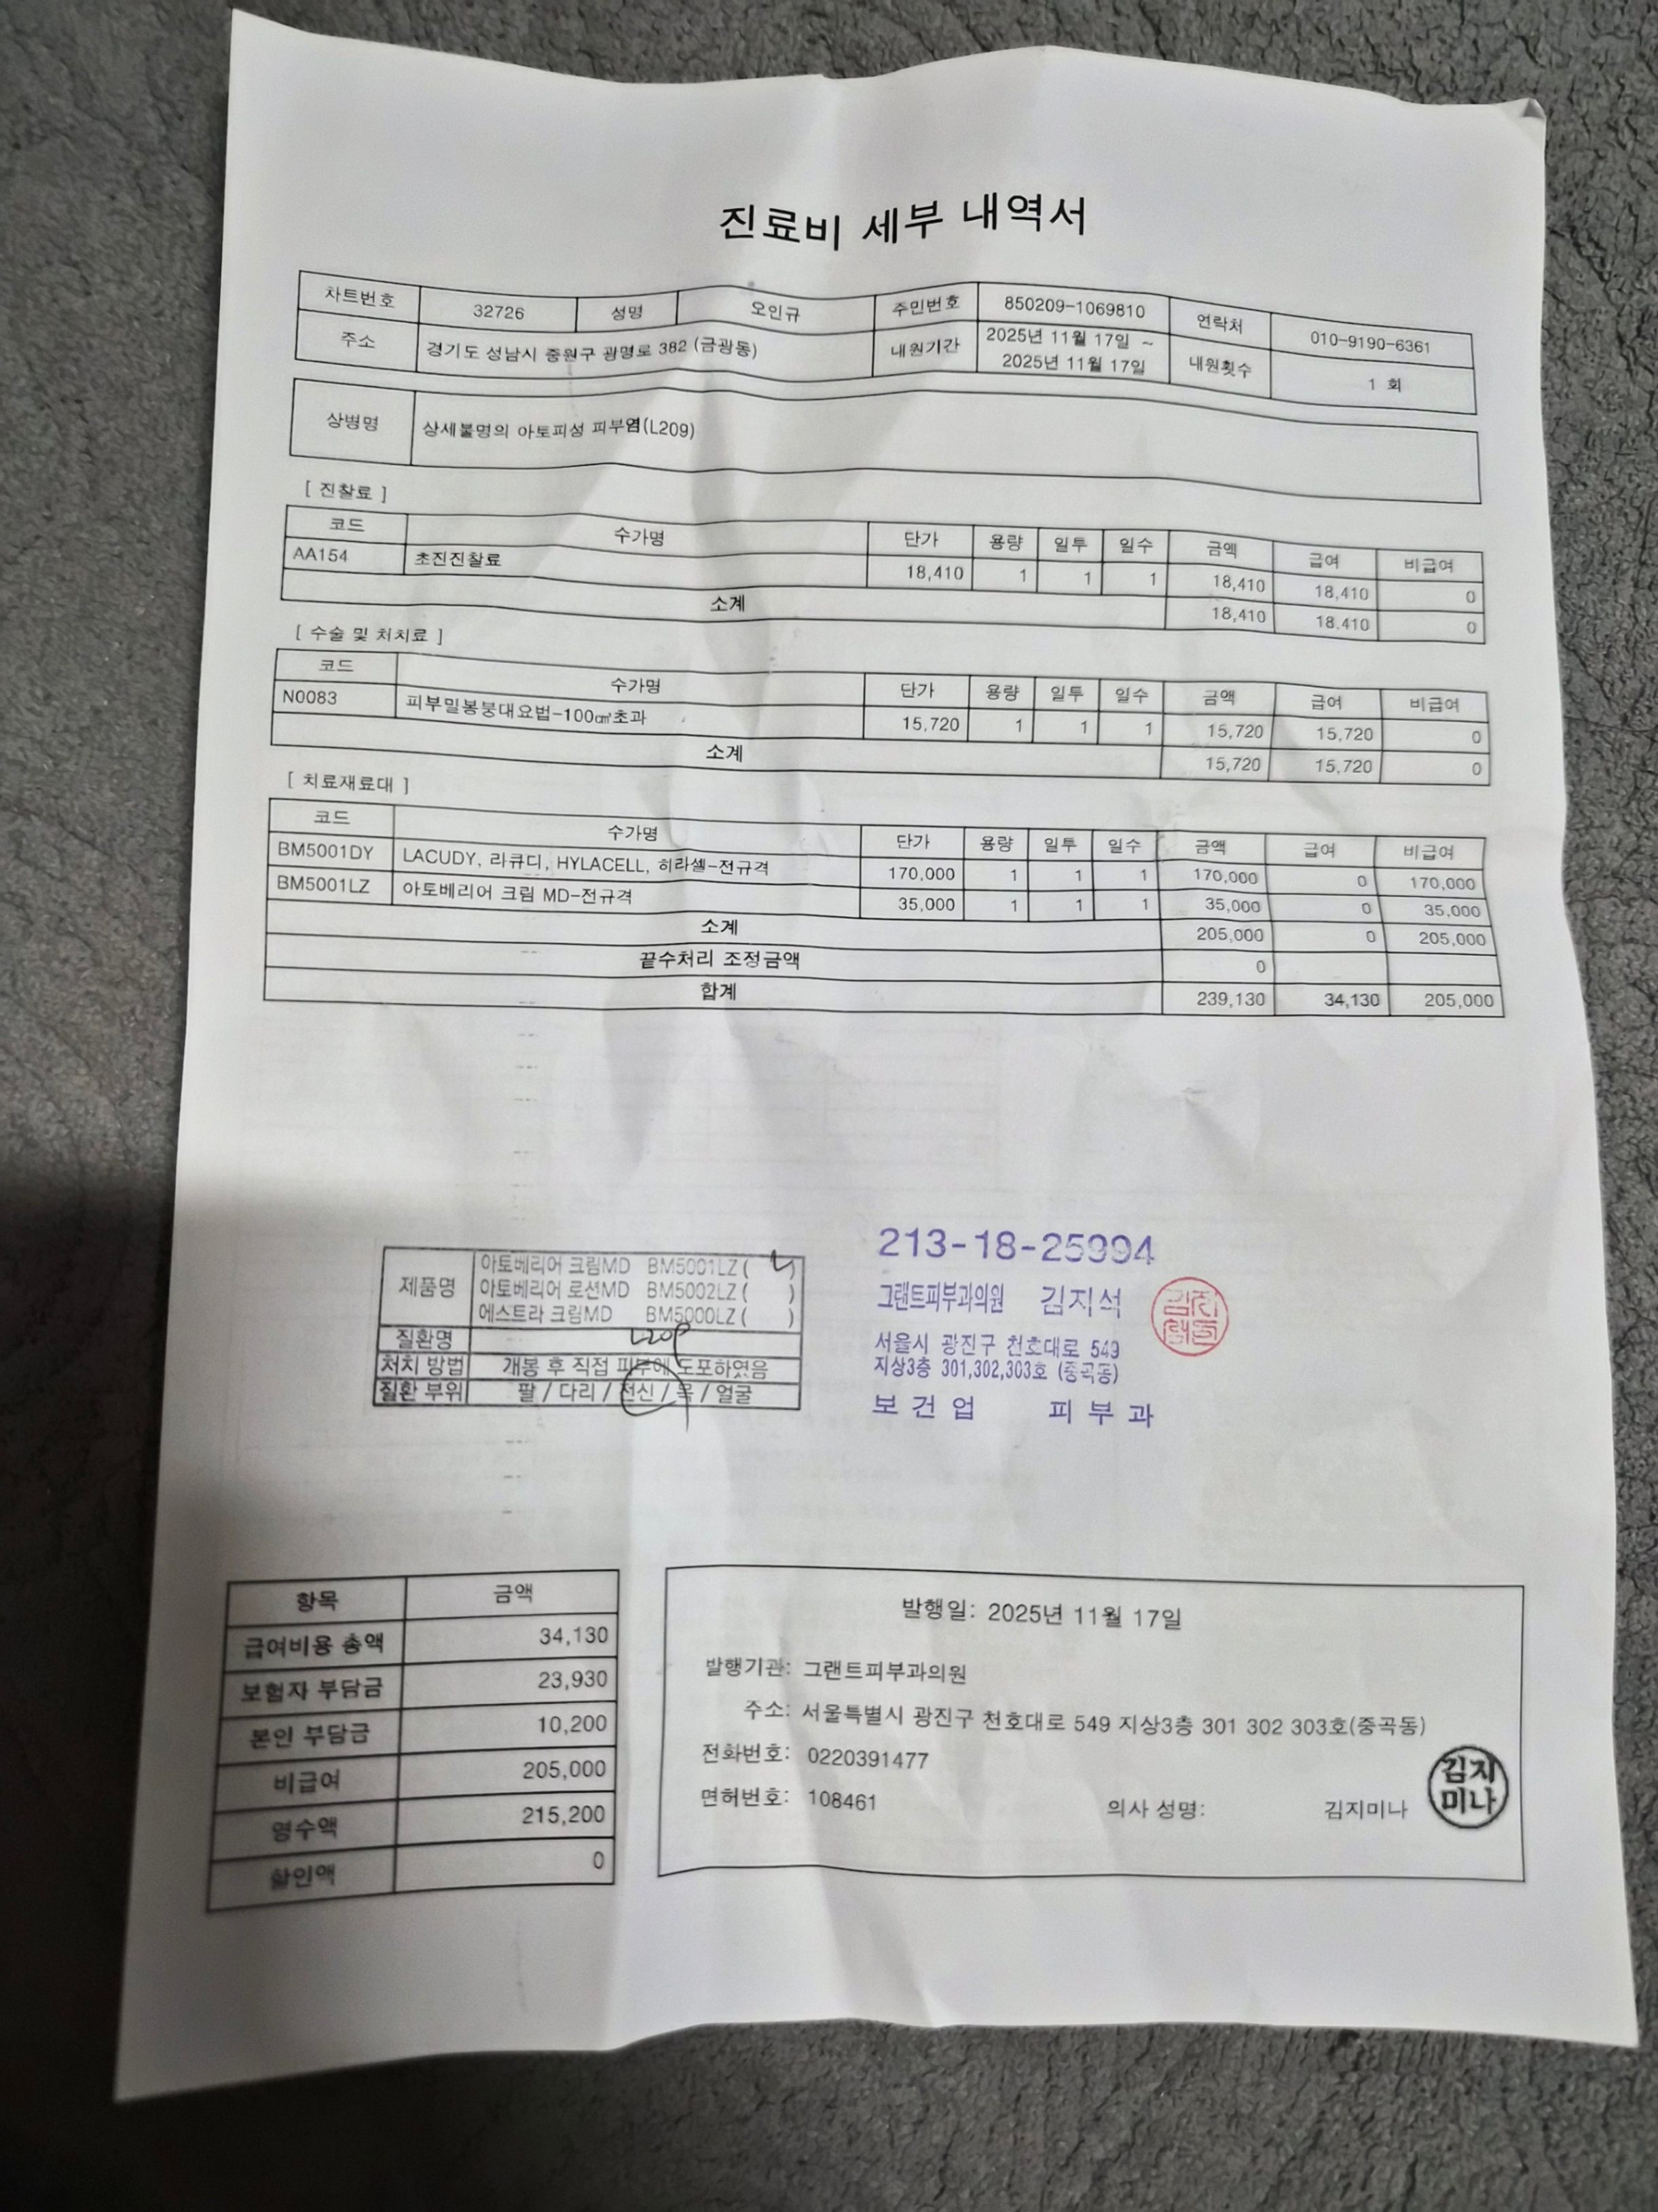 진료비 세부 내역서
차트번호 32726 성명 오인규 주민번호 850209-1069810 연락처 010-9190-6361
주소 경기도 성남시 중원구 광명로 382 (금광동) 내원기간 2025년 11월 17일 ~ 2025년 11월 17일 내원횟수 1 회
상병명 상세불명의 아토피성 피부염(L209)
[ 진찰료 ]
코드 수가명 단가 용량 일투 일수 금액 급여 비급여
AA154 초진진찰료 18,410 1 1 1 18,410 18,410 0
소계 18,410 18,410 0
[ 수술 및 처치료 ]
코드 수가명 단가 용량 일투 일수 금액 급여 비급여
N0083 피부밀봉붕대요법-100㎠초과 15,720 1 1 1 15,720 15,720 0
소계 15,720 15,720 0
[ 치료재료대 ]
코드 수가명 단가 용량 일투 일수 금액 급여 비급여
BM5001DY LACUDY, 라큐디, HYLACELL, 히라셀-전규격 170,000 1 1 1 170,000 0 170,000
BM5001LZ 아토베리어 크림 MD-전규격 35,000 1 1 1 35,000 0 35,000
소계 205,000 0 205,000
끝수처리 조정금액 0
합계 239,130 34,130 205,000
제품명 아토베리어 크림MD BM5001LZ ( )
아토베리어 로션MD BM5002LZ ( )
에스트라 크림MD BM5000LZ ( )
질환명 L209
처치 방법 개봉 후 직접 피부에 도포하였음
질환 부위 팔 / 다리 / 전신 / 목 / 얼굴
213-18-25994
그랜트피부과의원 김지석
서울시 광진구 천호대로 549
지상3층 301,302,303호 (중곡동)
보건업 피부과
항목 금액
급여비용 총액 34,130
보험자 부담금 23,930
본인 부담금 10,200
비급여 205,000
영수액 215,200
할인액 0
발행일: 2025년 11월 17일
발행기관: 그랜트피부과의원
주소: 서울특별시 광진구 천호대로 549 지상3층 301 302 303호(중곡동)
전화번호: 0220391477
면허번호: 108461 의사 성명: 김지미나
김지
미나